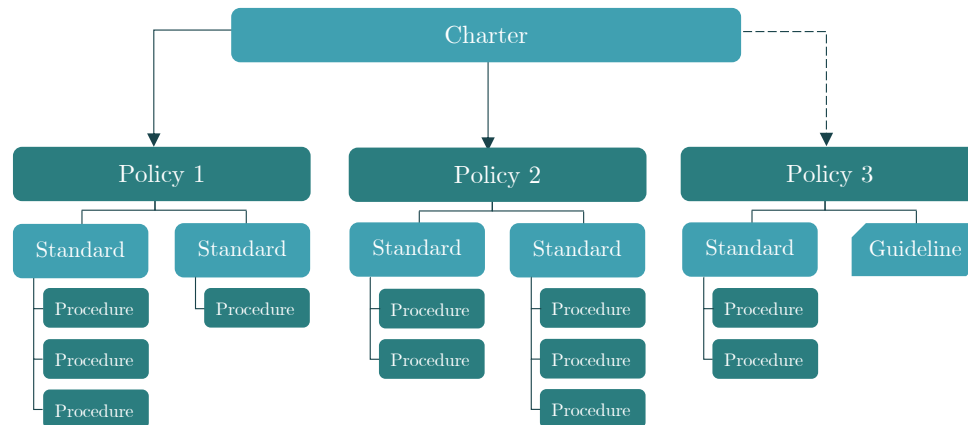 Charter
Policy 1
Policy 2
Policy 3
Standard
Standard
Standard
Standard
Standard
Guideline
Procedure
Procedure
Procedure
Procedure
Procedure
Procedure
Procedure
Procedure
Procedure
Procedure
Procedure